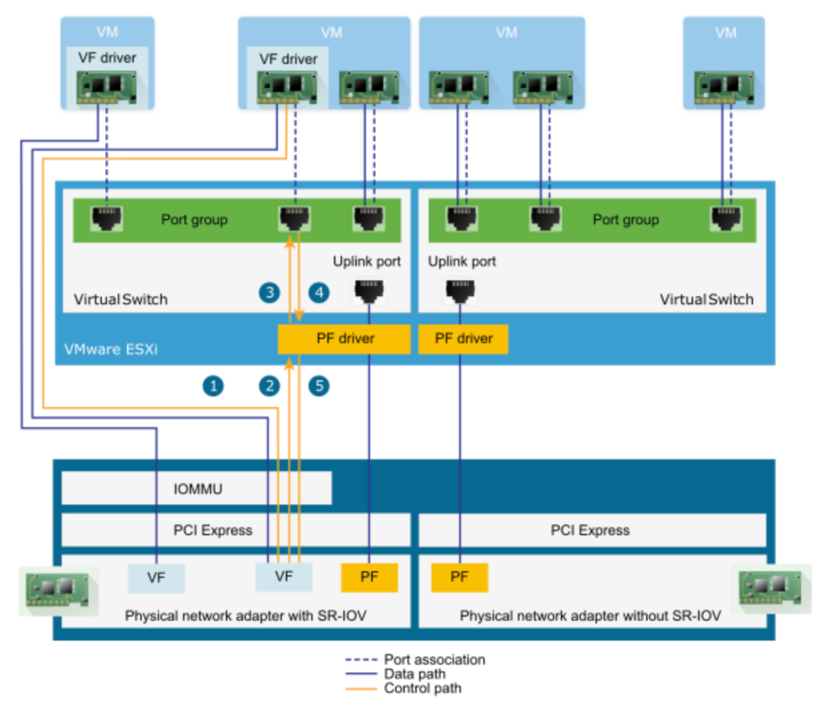 VM
VM
VM
VM
VF driver
VF driver
Port group
Port group
Uplink port
Uplink port
Virtual Switch
3
4
Virtual Switch
VMware ESXi
PF driver
PF driver
1
2
5
IOMMU
PCI Express
PCI Express
VF
VF
PF
PF
Physical network adapter with SR-IOV
Physical network adapter without SR-IOV
Port association
Data path
Control path